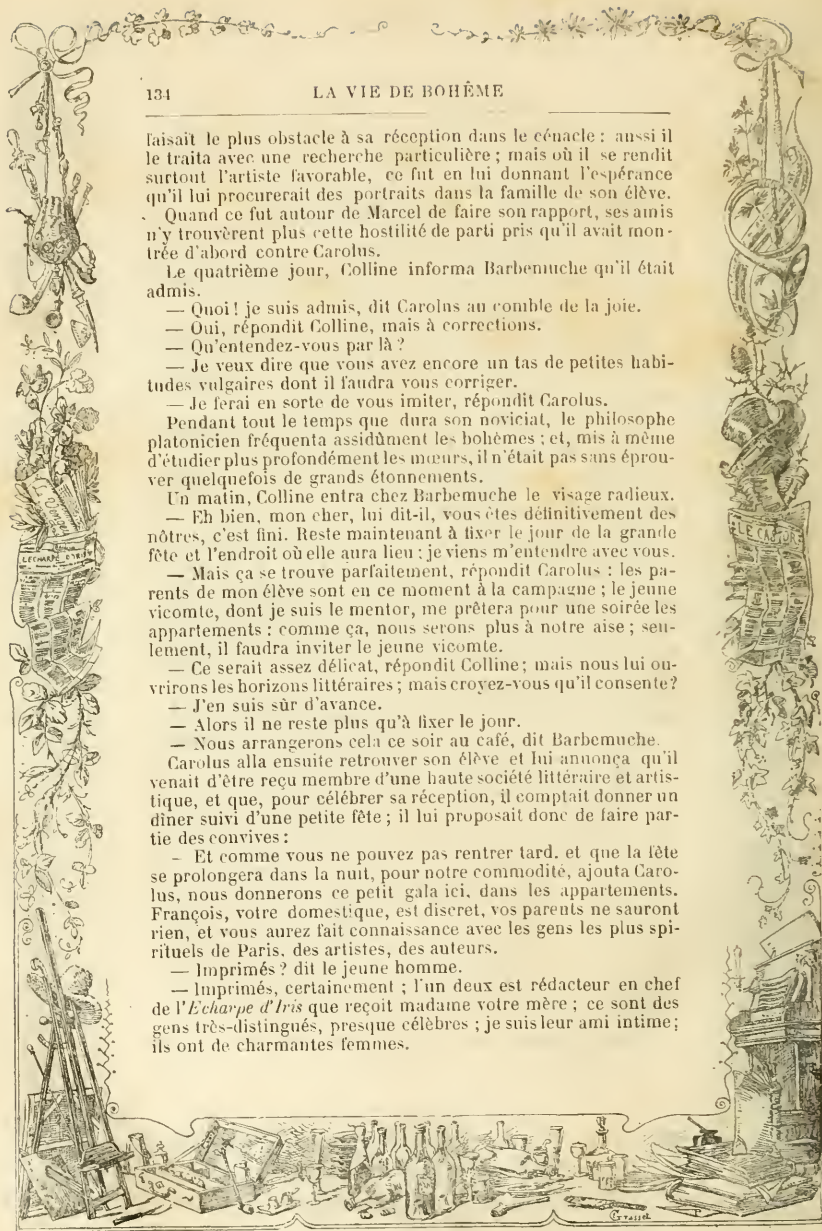 134
LA VIE DE BOHÊME
faisait le plus obstacle à sa réception dans le cénacle : aussi il
le traita avec une recherche particulière ; mais où il se rendit
surtout l'artiste favorable, ce fut en lui donnant l'espérance
qu'il lui procurerait des portraits dans la famille de son élève.
Quand ce fut autour de Marcel de faire son rapport, ses amis
n'y trouvèrent plus cette hostilité de parti pris qu'il avait mon-
trée d'abord contre Carolus.
Le quatrième jour, Colline informa Barbemuche qu'il était
admis.
— Quoi ! je suis admis, dit Carolus au comble de la joie.
— Oui, répondit Colline, mais à corrections.
— Qu'entendez-vous par là ?
— Je veux dire que vous avez encore un tas de petites habi-
tudes vulgaires dont il faudra vous corriger.
— Je ferai en sorte de vous imiter, répondit Carolus.
Pendant tout le temps que dura son noviciat, le philosophe
platonicien fréquenta assidûment les bohèmes ; et, mis à même
d'étudier plus profondément les mœurs, il n'était pas sans éprou-
ver quelquefois de grands étonnements.
Un matin, Colline entra chez Barbemuche le visage radieux.
— Eh bien, mon cher, lui dit-il, vous êtes définitivement des
nôtres, c'est fini. Reste maintenant à fixer le jour de la grande
fête et l'endroit où elle aura lieu ; je viens m'entendre avec vous.
— Mais ça se trouve parfaitement, répondit Carolus : les pa-
rents de mon élève sont en ce moment à la campagne ; le jeune
vicomte, dont je suis le mentor, me prêtera pour une soirée les
appartements : comme ça, nous serons plus à notre aise ; seu-
lement, il faudra inviter le jeune vicomte.
— Ce serait assez délicat, répondit Colline ; mais nous lui ou-
vrirons les horizons littéraires ; mais croyez-vous qu'il consente ?
— J'en suis sûr d'avance.
— Alors il ne reste plus qu'à fixer le jour.
— Nous arrangerons cela ce soir au café, dit Barbemuche.
Carolus alla ensuite retrouver son élève et lui annonça qu'il
venait d'être reçu membre d'une haute société littéraire et artis-
tique, et que, pour célébrer sa réception, il comptait donner un
dîner suivi d'une petite fête ; il lui proposait donc de faire par-
tie des convives :
— Et comme vous ne pouvez pas rentrer tard. et que la fête
se prolongera dans la nuit, pour notre commodité, ajouta Caro-
lus, nous donnerons ce petit gala ici, dans les appartements.
François, votre domestique, est discret, vos parents ne sauront
rien, et vous aurez fait connaissance avec les gens les plus spi-
rituels de Paris, des artistes, des auteurs.
— Imprimés ? dit le jeune homme.
— Imprimés, certainement ; l'un deux est rédacteur en chef
de l'Echarpe d'Iris que reçoit madame votre mère ; ce sont des
gens très-distingués, presque célèbres ; je suis leur ami intime ;
ils ont de charmantes femmes.
L'ECHARPE D'IRIS
LE CASTOR
Grasset